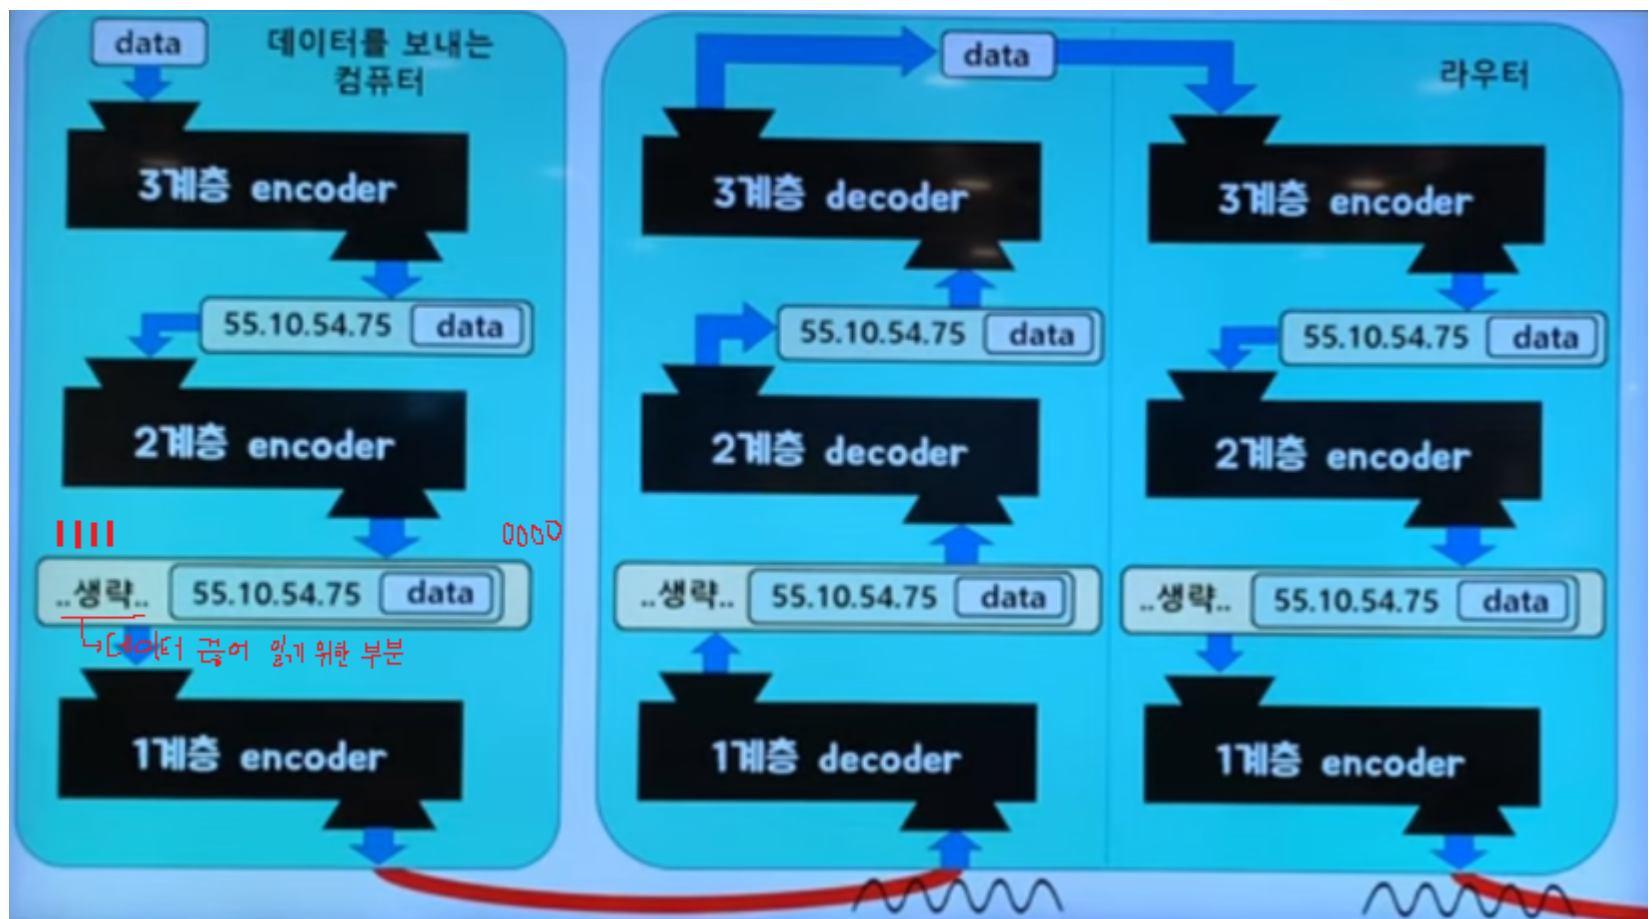 data
데이터를 보내는
컴퓨터
3계층 encoder
55.10.54.75 data
2계층 encoder
1111
0000
..생략.. 55.10.54.75 data
↳데이터 끊어 읽기 위한 부분
1계층 encoder
data
라우터
3계층 decoder
55.10.54.75 data
2계층 decoder
..생략.. 55.10.54.75 data
1계층 decoder
3계층 encoder
55.10.54.75 data
2계층 encoder
..생략.. 55.10.54.75 data
1계층 encoder